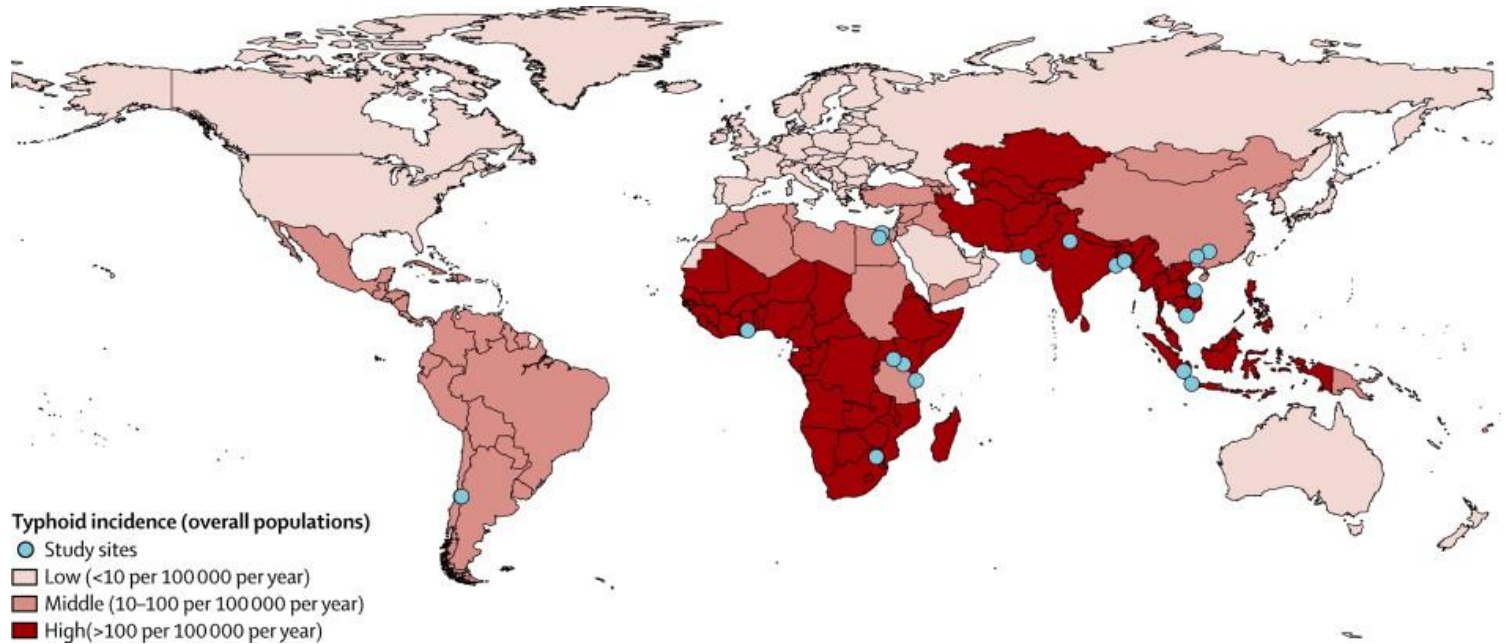 Typhoid incidence (overall populations)
Study sites
Low (<10 per 100 000 per year)
Middle (10–100 per 100 000 per year)
High(>100 per 100 000 per year)